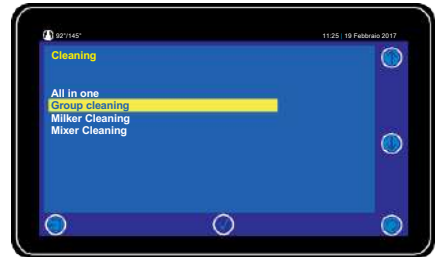 92°/145° 11:25 | 19 Febbraio 2017
Cleaning
All in one
Group cleaning
Milker Cleaning
Mixer Cleaning